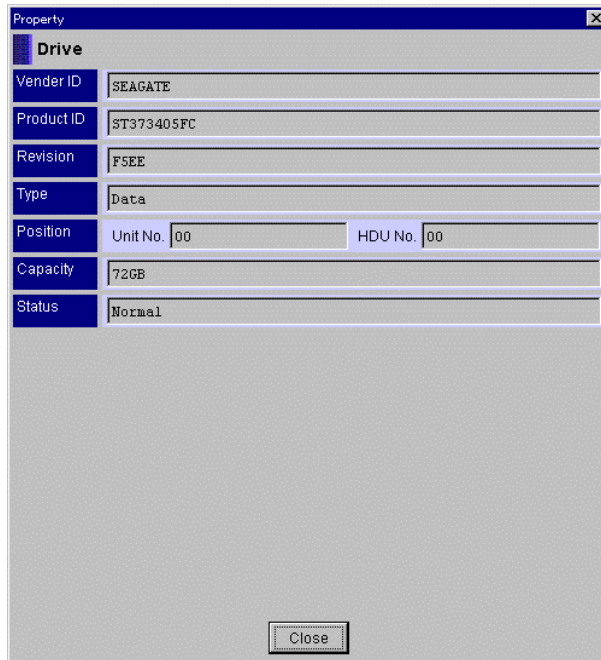 Property
Drive
Vender ID SEAGATE
Product ID ST373405FC
Revision F5EE
Type Data
Position Unit No. 00 HDU No. 00
Capacity 72GB
Status Normal
Close